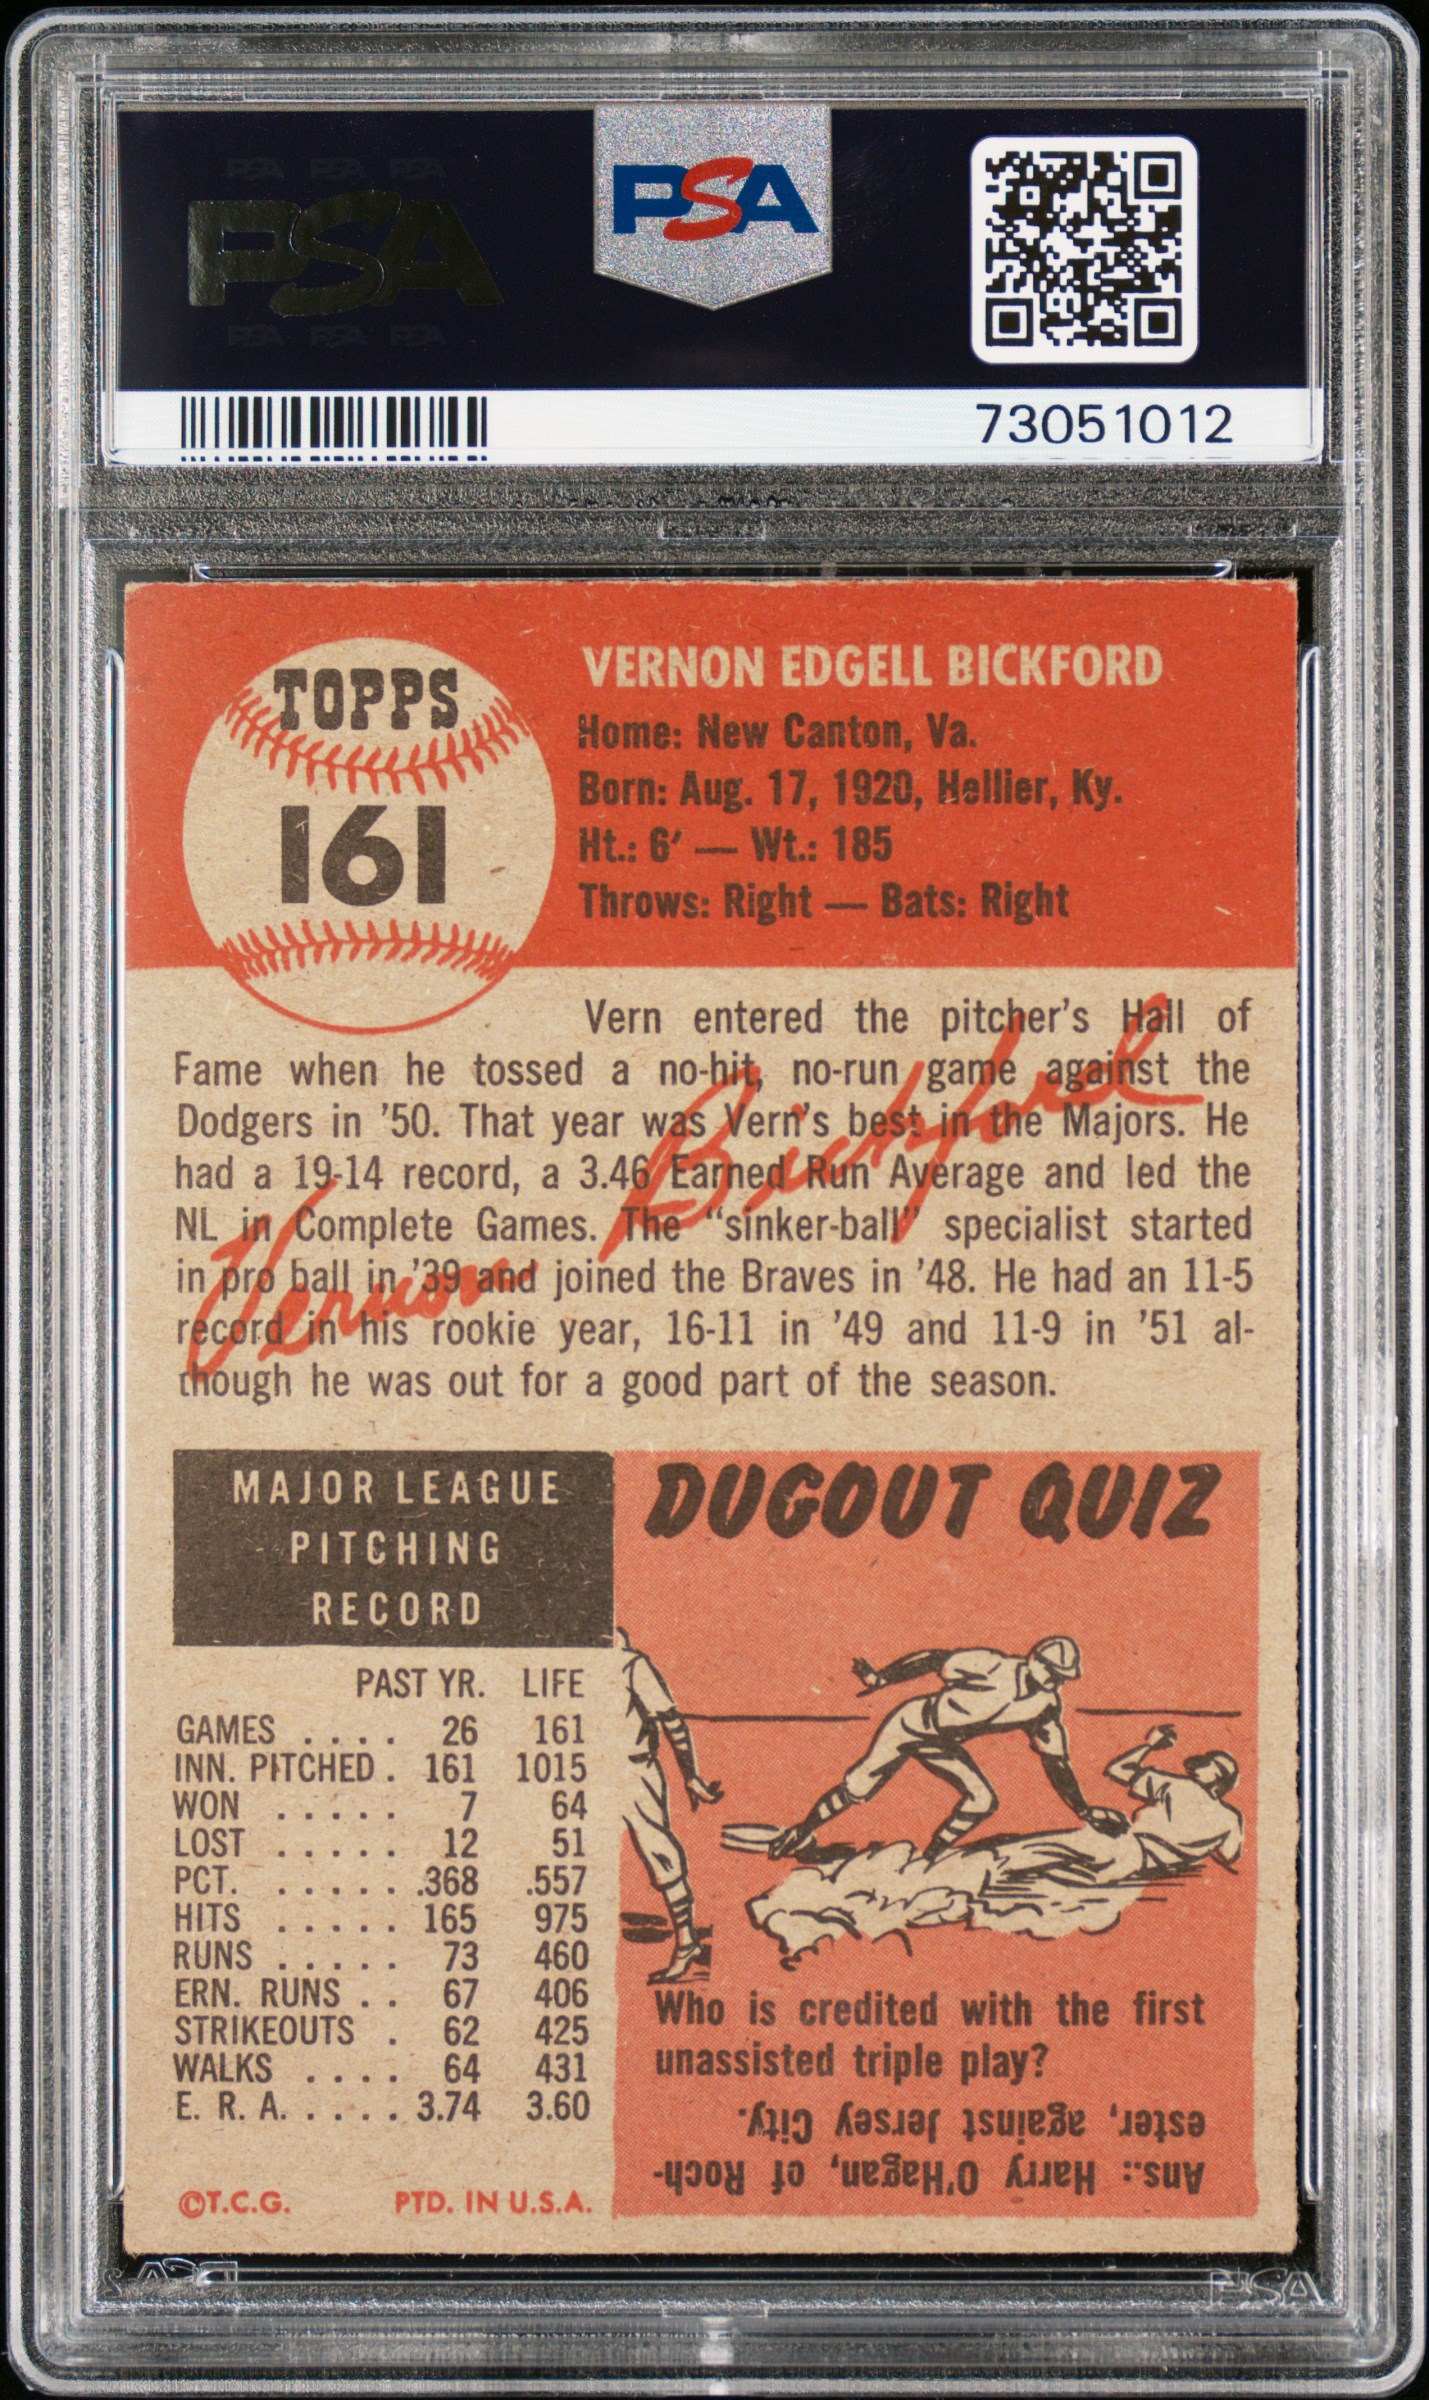 PSA PSA PSA
PSA
PSA
PSA PSA PSA
73051012
TOPPS
161
VERNON EDGELL BICKFORD
Home: New Canton, Va.
Born: Aug. 17, 1920, Hellier, Ky.
Ht.: 6′ — Wt.: 185
Throws: Right — Bats: Right
Vern entered the pitcher's Hall of
Fame when he tossed a no-hit, no-run game against the
Dodgers in '50. That year was Vern's best in the Majors. He
had a 19-14 record, a 3.46 Earned Run Average and led the
NL in Complete Games. The “sinker-ball” specialist started
in pro ball in '39 and joined the Braves in '48. He had an 11-5
record in his rookie year, 16-11 in '49 and 11-9 in '51 al-
though he was out for a good part of the season.
Vernon Bickford
MAJOR LEAGUE
PITCHING
RECORD
PAST YR. LIFE
GAMES . . . . 26 161
INN. PITCHED . 161 1015
WON . . . . . 7 64
LOST . . . . . 12 51
PCT. . . . . . . .368 .557
HITS . . . . . 165 975
RUNS . . . . . 73 460
ERN. RUNS . . 67 406
STRIKEOUTS . 62 425
WALKS . . . . 64 431
E. R. A. . . . . . 3.74 3.60
©T.C.G. PTD. IN U.S.A.
DUGOUT QUIZ
Who is credited with the first
unassisted triple play?
Ans.: Harry O'Hagan, of Roch-
ester, against Jersey City.
PSA